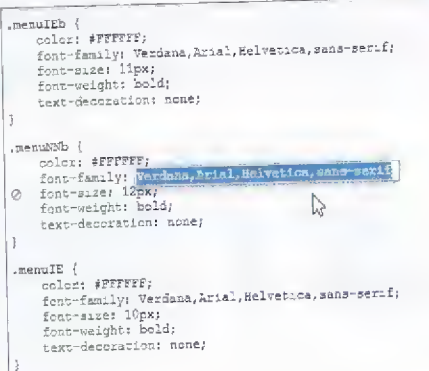 .menuIEb {
color: #FFFFFF;
font-family: Verdana,Arial,Helvetica,sans-serif;
font-size: 11px;
font-weight: bold;
text-decoration: none;
}
.menuNNb {
color: #FFFFFF;
font-family: Verdana,Arial,Helvetica,sans-serif;
font-size: 12px;
font-weight: bold;
text-decoration: none;
}
.menuIE {
color: #FFFFFF;
font-family: Verdana,Arial,Helvetica,sans-serif;
font-size: 10px;
font-weight: bold;
text-decoration: none;
}